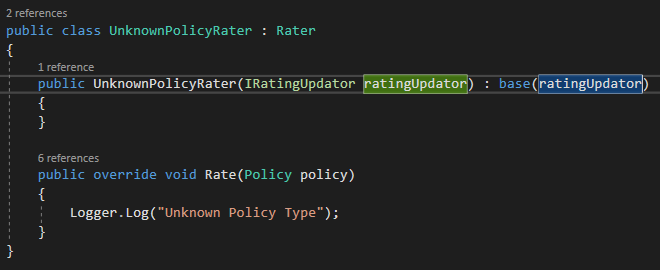 2 references
public class UnknownPolicyRater : Rater
{
1 reference
public UnknownPolicyRater(IRatingUpdator ratingUpdator) : base(ratingUpdator)
{
}
6 references
public override void Rate(Policy policy)
{
Logger.Log("Unknown Policy Type");
}
}